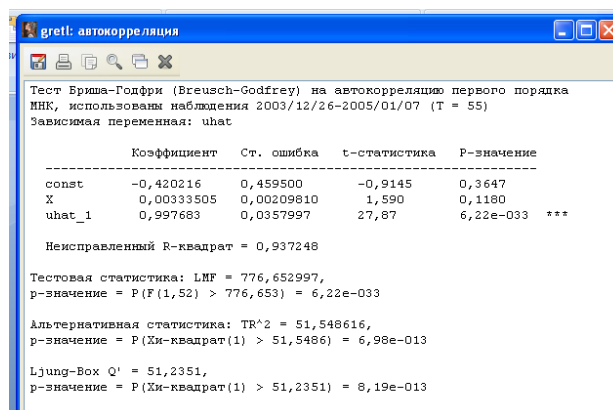 gretl: автокорреляция
Тест Бриша-Годфри (Breusch-Godfrey) на автокорреляцию первого порядка
МНК, использованы наблюдения 2003/12/26-2005/01/07 (T = 55)
Зависимая переменная: uhat
Коэффициент Ст. ошибка t-статистика P-значение
const -0,420216 0,459500 -0,9145 0,3647
X 0,00333505 0,00209810 1,590 0,1180
uhat_1 0,997683 0,0357997 27,87 6,22e-033 ***
Неисправленный R-квадрат = 0,937248
Тестовая статистика: LMF = 776,652997,
р-значение = P(F(1,52) > 776,653) = 6,22e-033
Альтернативная статистика: TR^2 = 51,548616,
р-значение = P(Хи-квадрат(1) > 51,5486) = 6,98e-013
Ljung-Box Q' = 51,2351,
р-значение = P(Хи-квадрат(1) > 51,2351) = 8,19e-013